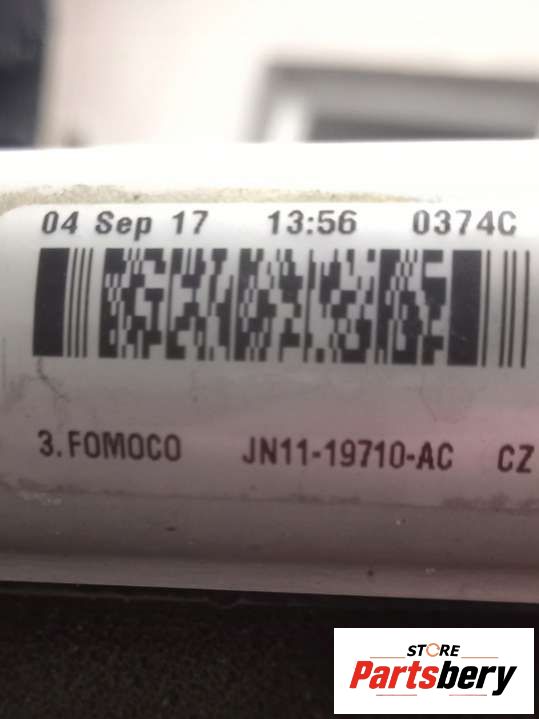 04 Sep 17 13:56 0374C
3.FOMOCO JN11-19710-AC CZ
STORE
Partsbery